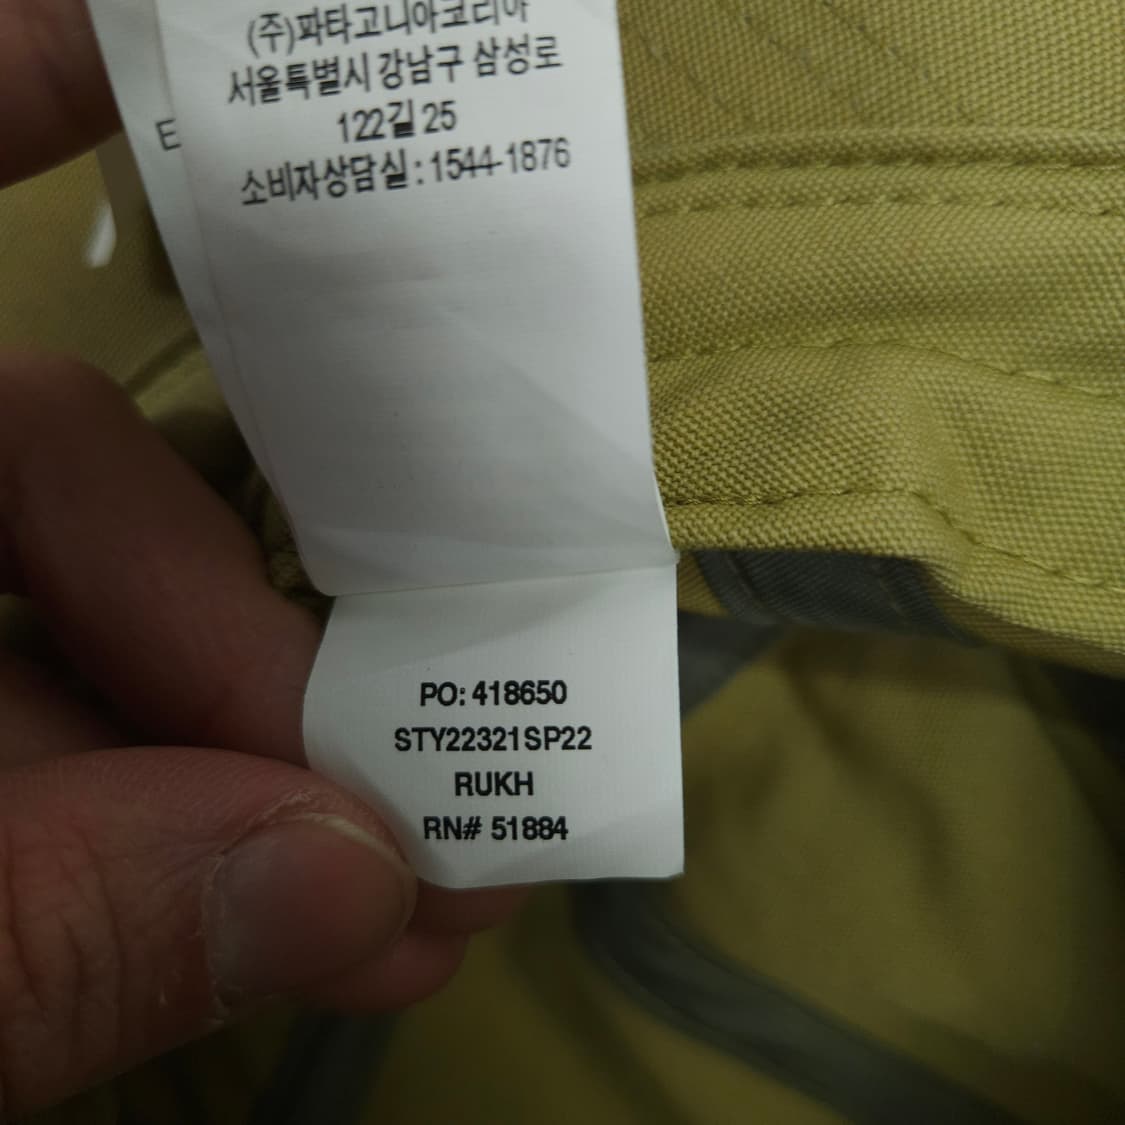 (주)파타고니아코리아
서울특별시 강남구 삼성로
122길 25
소비자상담실 : 1544-1876
E
PO: 418650
STY22321SP22
RUKH
RN# 51884